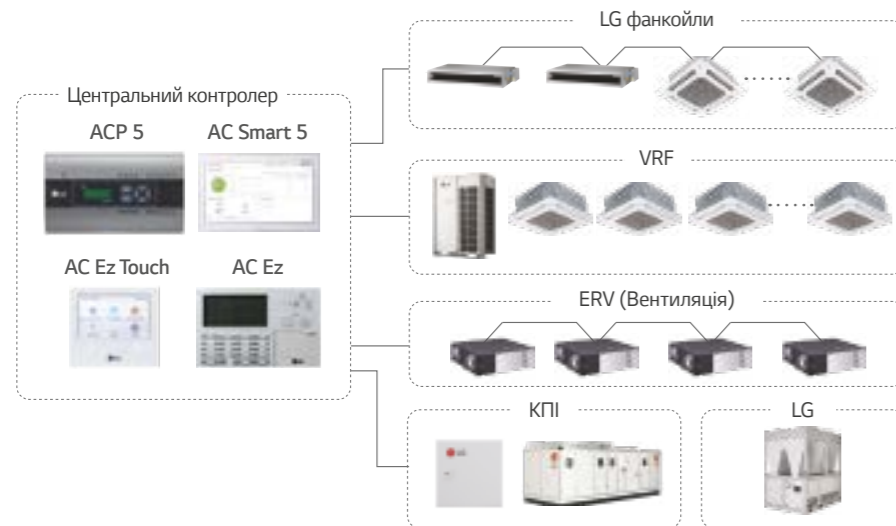 LG фанкойли
Центральний контролер
ACP 5
AC Smart 5
VRF
AC Ez Touch
AC Ez
ERV (Вентиляція)
КПІ
LG